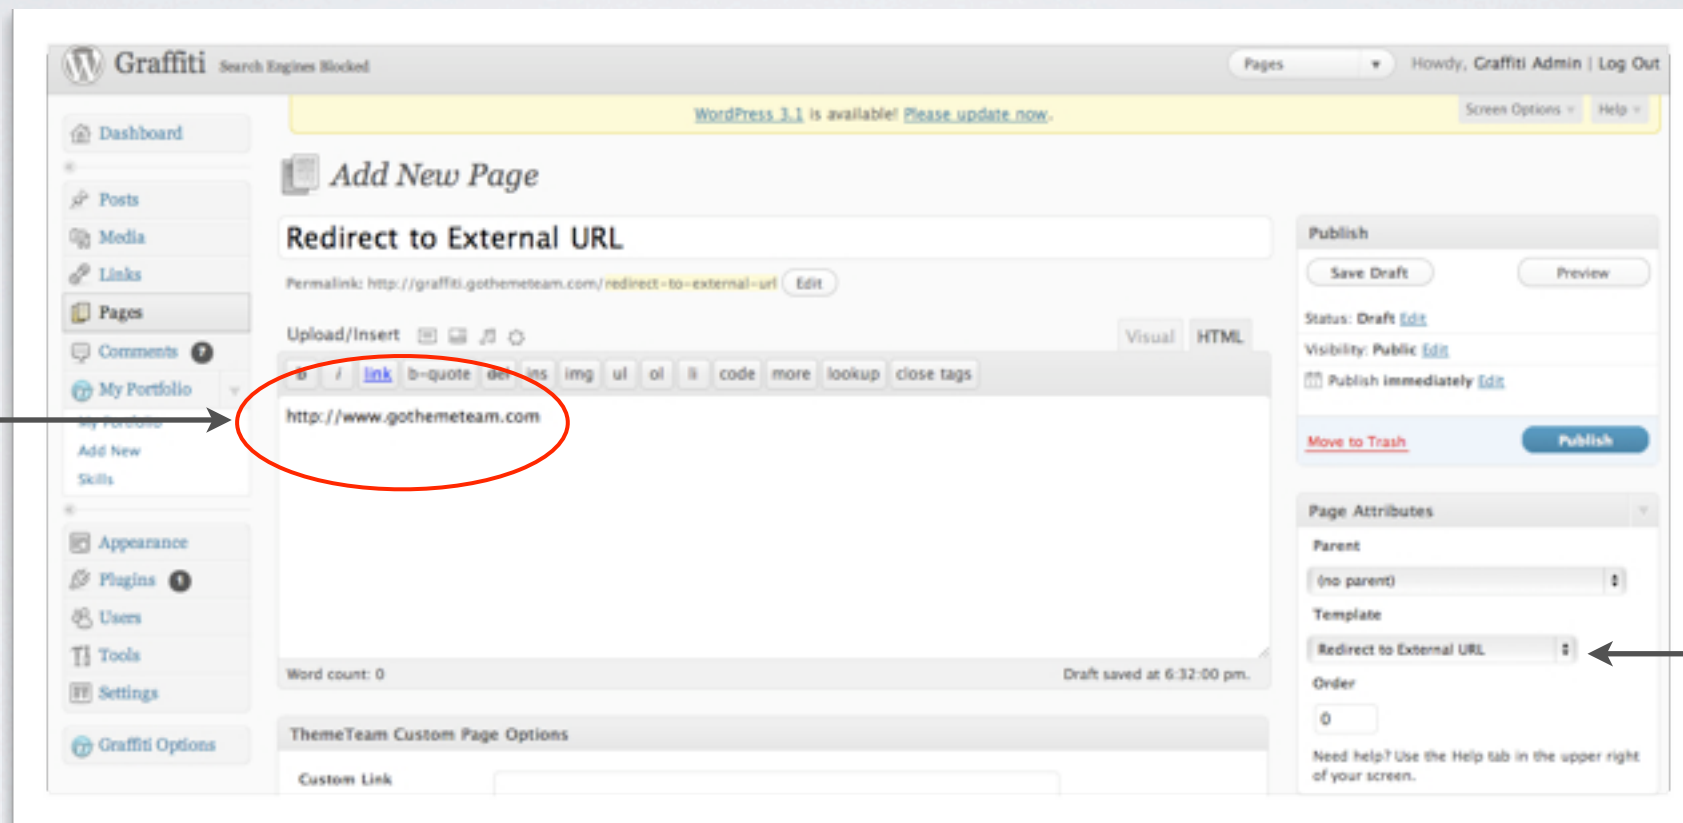 Graffiti Search Engines Blocked
Pages
Howdy, Graffiti Admin | Log Out
WordPress 3.1 is available! Please update now.
Screen Options
Help
Dashboard
Posts
Media
Links
Pages
Comments 7
My Portfolio
My Portfolio
Add New
Skills
Appearance
Plugins 1
Users
Tools
Settings
Graffiti Options
Add New Page
Redirect to External URL
Permalink: http://graffiti.gothemeteam.com/redirect-to-external-url Edit
Upload/Insert
Visual HTML
b i link b-quote del ins img ul ol li code more lookup close tags
http://www.gothemeteam.com
Word count: 0
Draft saved at 6:32:00 pm.
ThemeTeam Custom Page Options
Custom Link
Publish
Save Draft
Preview
Status: Draft Edit
Visibility: Public Edit
Publish immediately Edit
Move to Trash
Publish
Page Attributes
Parent
(no parent)
Template
Redirect to External URL
Order
0
Need help? Use the Help tab in the upper right
of your screen.